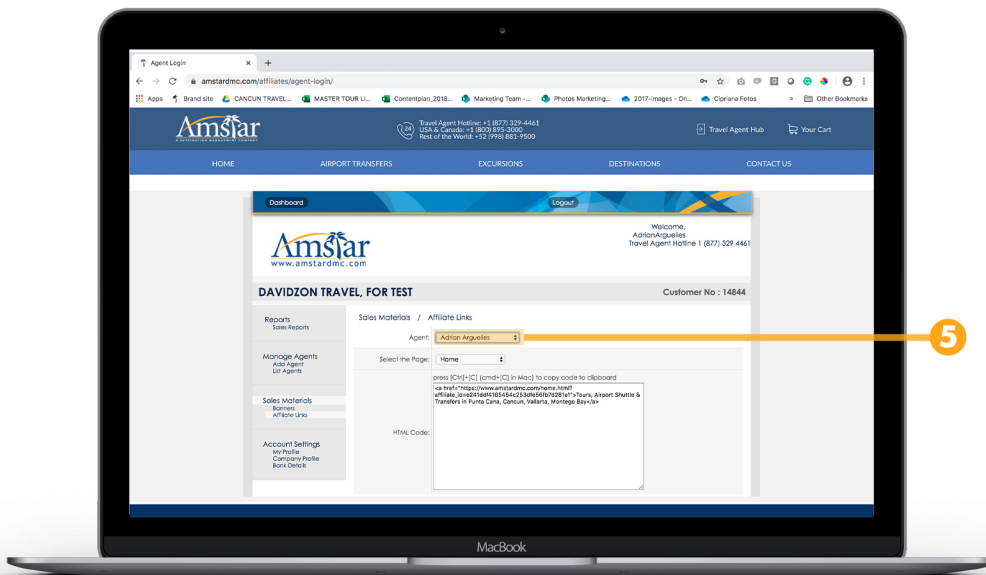 Agent Login
amstardmc.com/affiliates/agent-login/
Apps
Brand site
CANCUN TRAVEL...
MASTER TOUR LI...
Contentplan_2018...
Marketing Team -...
Photos Marketing...
2017-images - On...
Cipriana Fotos
»
Other Bookmarks
Amstar
A DESTINATION MANAGEMENT COMPANY
24
Travel Agent Hotline: +1 (877) 329-4461
USA & Canada: +1 (800) 895-3000
Rest of the World: +52 (998) 881-9500
Travel Agent Hub
Your Cart
HOME
AIRPORT TRANSFERS
EXCURSIONS
DESTINATIONS
CONTACT US
Dashboard
Logout
Amstar
www.amstardmc.com
Welcome,
AdrianArguelles
Travel Agent Hotline 1 (877) 329 4461
DAVIDZON TRAVEL, FOR TEST
Customer No : 14844
Reports
Sales Reports
Manage Agents
Add Agent
List Agents
Sales Materials
Banners
Affiliate Links
Account Settings
My Profile
Company Profile
Bank Details
Sales Materials / Affiliate Links
Agent: Adrian Arguelles
5
Select the Page: Home
press [Ctrl]+[C] (cmd+[C] in Mac) to copy code to clipboard
HTML Code:
<a href="https://www.amstardmc.com/home.html?
affiliate_id=e241ddf4165454c253dfe56fb7d281a1">Tours, Airport Shuttle &
Transfers in Punta Cana, Cancun, Vallarta, Montego Bay</a>
MacBook